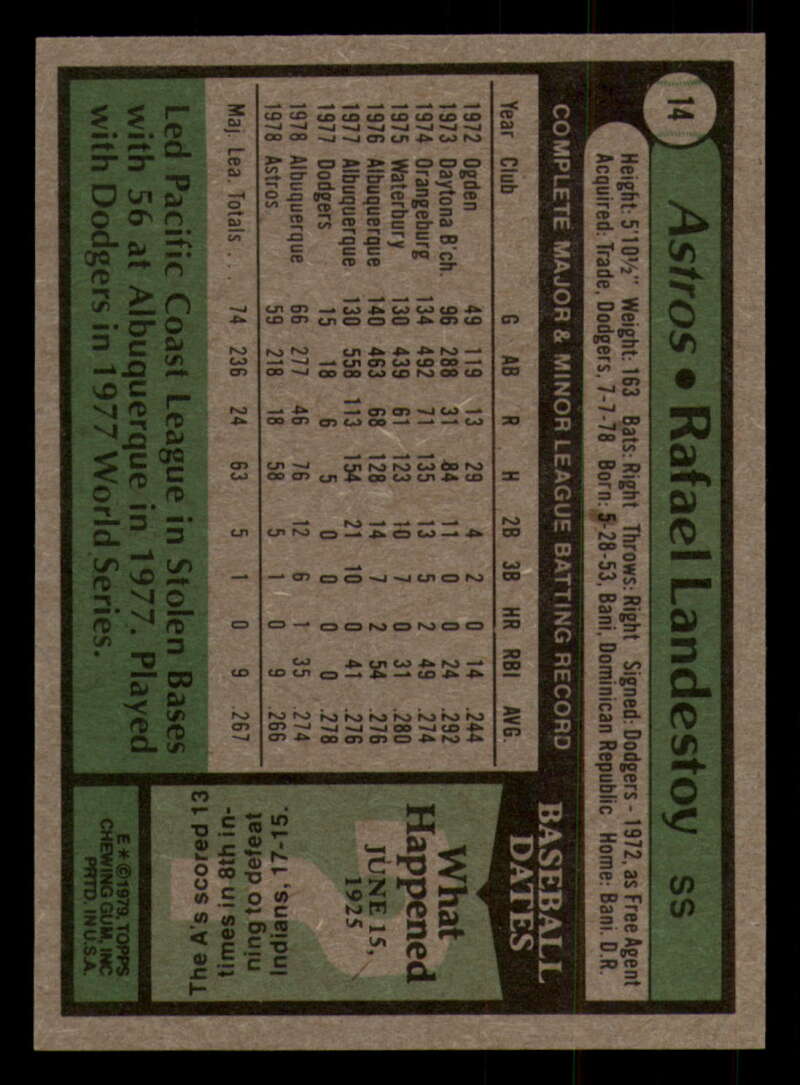 14
Astros • Rafael Landestoy SS
Height: 5'10½" Weight: 163 Bats: Right Throws: Right Signed: Dodgers - 1972, as Free Agent
Acquired: Trade, Dodgers, 7-7-78 Born: 5-28-53, Bani, Dominican Republic Home: Bani. D.R.
COMPLETE MAJOR & MINOR LEAGUE BATTING RECORD
Year Club G AB R H 2B 3B HR RBI AVG.
1972 Ogden 49 119 13 29 4 2 0 14 .244
1973 Daytona B'ch. 96 288 31 84 11 0 0 24 .292
1974 Orangeburg 134 492 71 135 13 5 2 49 .274
1975 Waterbury 130 439 61 123 10 7 0 31 .280
1976 Albuquerque 140 463 68 128 14 7 2 54 .276
1977 Albuquerque 130 558 113 154 21 10 0 41 .276
1977 Dodgers 15 18 6 5 0 0 0 0 .278
1978 Albuquerque 66 277 46 76 12 6 1 35 .274
1978 Astros 59 218 18 58 5 1 0 9 .266
Maj. Lea. Totals . . . 74 236 24 63 5 1 0 9 .267
Led Pacific Coast League in Stolen Bases
with 56 at Albuquerque in 1977. Played
with Dodgers in 1977 World Series.
BASEBALL
DATES
What
Happened
JUNE 15,
1925
?
The A's scored 13
times in 8th in-
ning to defeat
Indians, 17-15.
E * © 1979, TOPPS
CHEWING GUM, INC
PRTD. IN U.S.A.